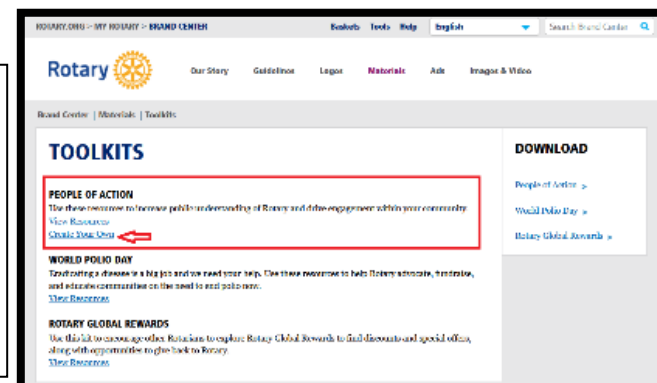 ROTARY.ORG > MY ROTARY > BRAND CENTER
Baskets Tools Help English Search Brand Center
Rotary
Our Story Guidelines Logos Materials Ads Images & Video
Brand Center | Materials | Toolkits
TOOLKITS
PEOPLE OF ACTION
Use these resources to increase public understanding of Rotary and drive engagement within your community.
View Resources
Create Your Own
WORLD POLIO DAY
Eradicating a disease is a big job and we need your help. Use these resources to help Rotary advocate, fundraise,
and educate communities on the need to end polio now.
View Resources
ROTARY GLOBAL REWARDS
Use this kit to encourage other Rotarians to explore Rotary Global Rewards to find discounts and special offers,
along with opportunities to give back to Rotary.
View Resources
DOWNLOAD
People of Action »
World Polio Day »
Rotary Global Rewards »